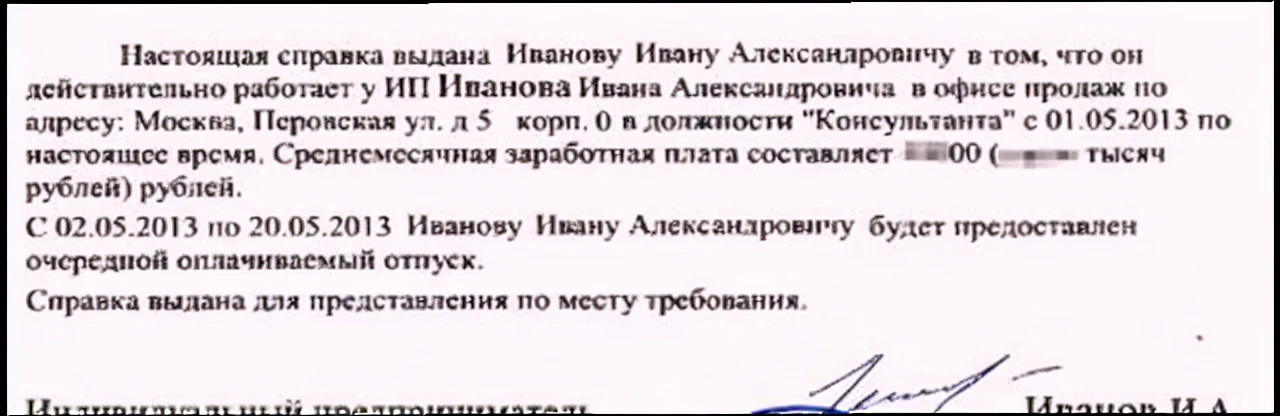 Настоящая справка выдана Иванову Ивану Александровичу в том, что он
действительно работает у ИП Иванова Ивана Александровича в офисе продаж по
адресу: Москва, Перовская ул. д 5 корп. 0 в должности "Консультанта" с 01.05.2013 по
настоящее время. Среднемесячная заработная плата составляет 00 ( тысяч
рублей) рублей.
С 02.05.2013 по 20.05.2013 Иванову Ивану Александровичу будет предоставлен
очередной оплачиваемый отпуск.
Справка выдана для представления по месту требования.
Индивидуальный предприниматель Иванов И.А.